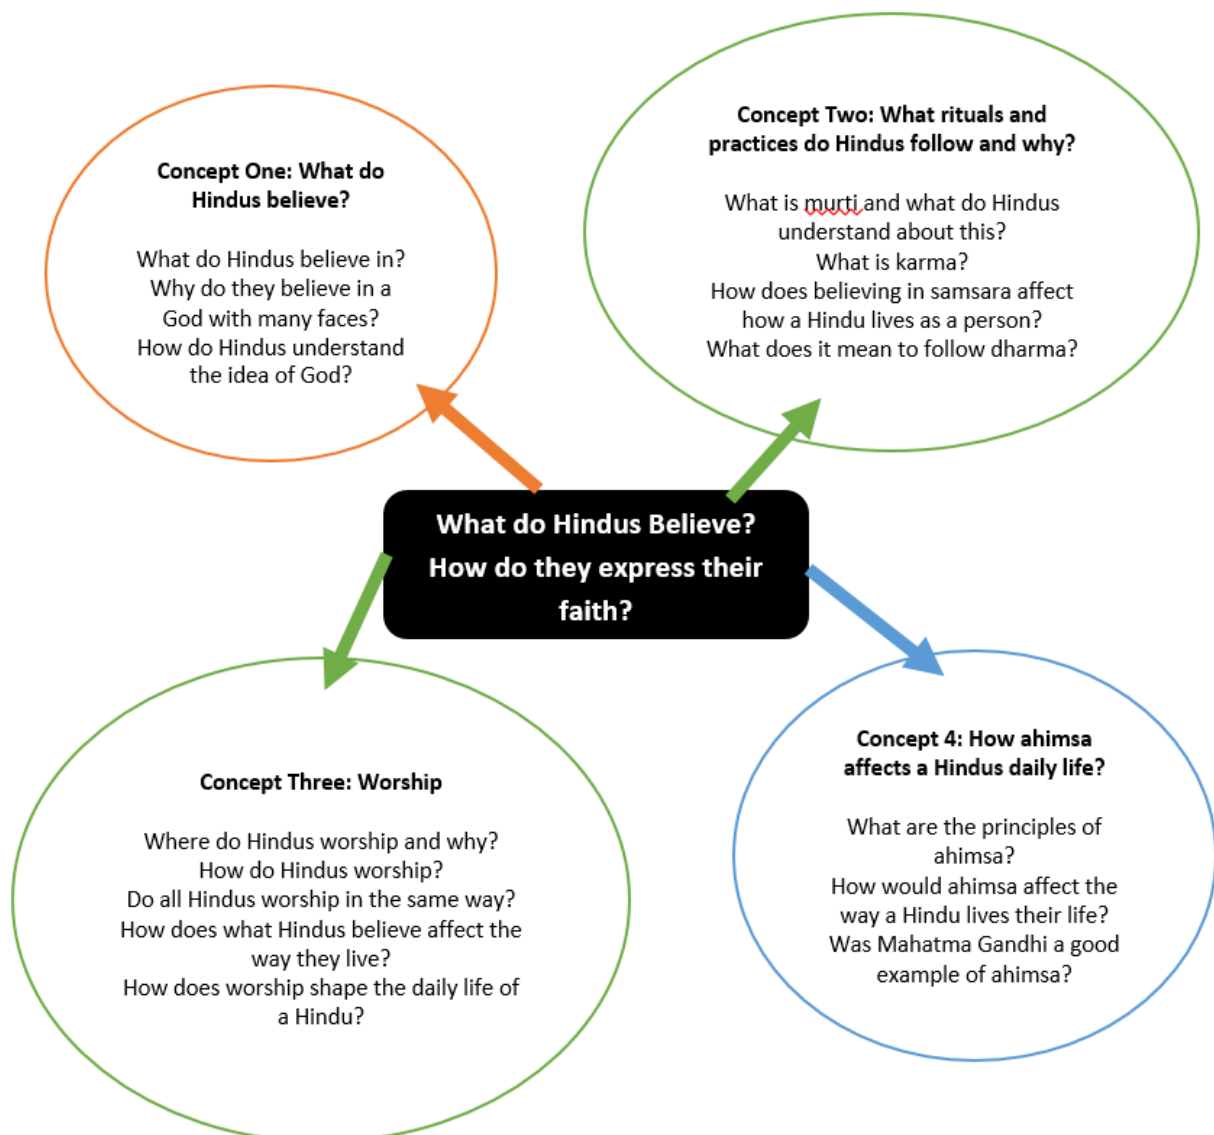 Concept One: What do
Hindus believe?
What do Hindus believe in?
Why do they believe in a
God with many faces?
How do Hindus understand
the idea of God?
Concept Two: What rituals and
practices do Hindus follow and why?
What is murti and what do Hindus
understand about this?
What is karma?
How does believing in samsara affect
how a Hindu lives as a person?
What does it mean to follow dharma?
What do Hindus Believe?
How do they express their
faith?
Concept Three: Worship
Where do Hindus worship and why?
How do Hindus worship?
Do all Hindus worship in the same way?
How does what Hindus believe affect the
way they live?
How does worship shape the daily life of
a Hindu?
Concept 4: How ahimsa
affects a Hindus daily life?
What are the principles of
ahimsa?
How would ahimsa affect the
way a Hindu lives their life?
Was Mahatma Gandhi a good
example of ahimsa?